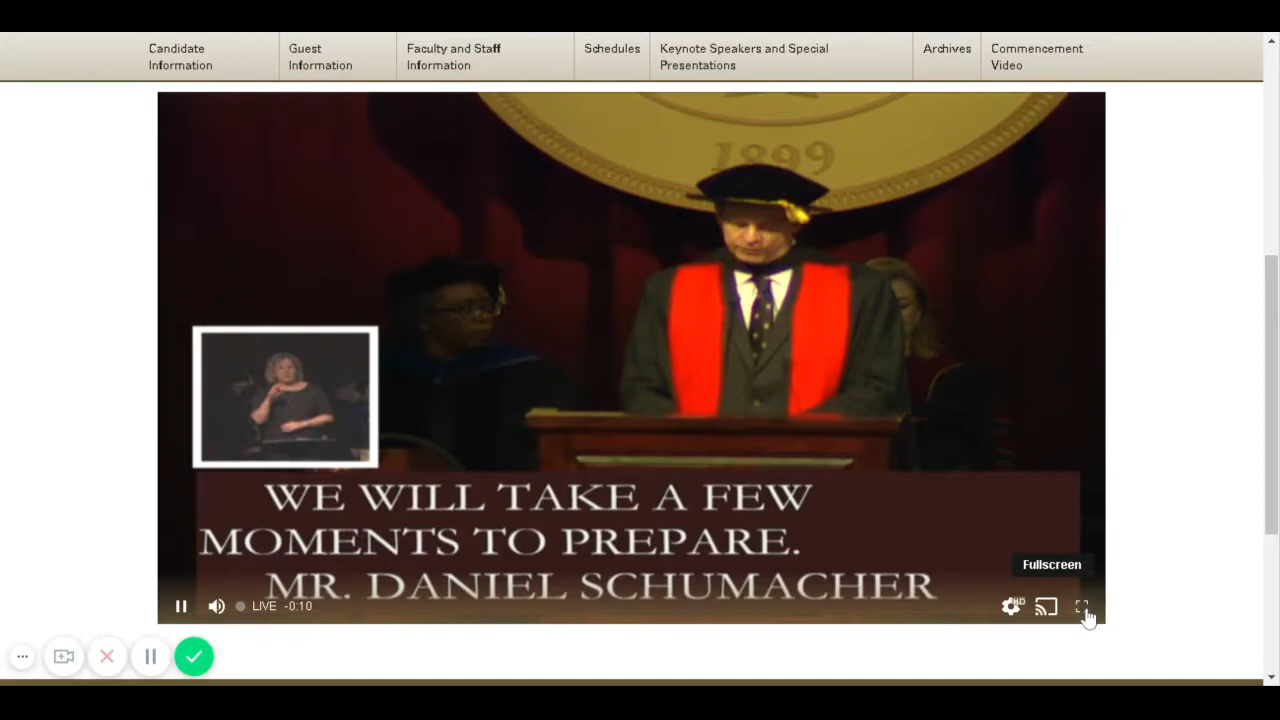 Candidate
Information
Guest
Information
Faculty and Staff
Information
Schedules
Keynote Speakers and Special
Presentations
Archives
Commencement
Video
1899
WE WILL TAKE A FEW
MOMENTS TO PREPARE.
MR. DANIEL SCHUMACHER
Fullscreen
LIVE -0:10
HD